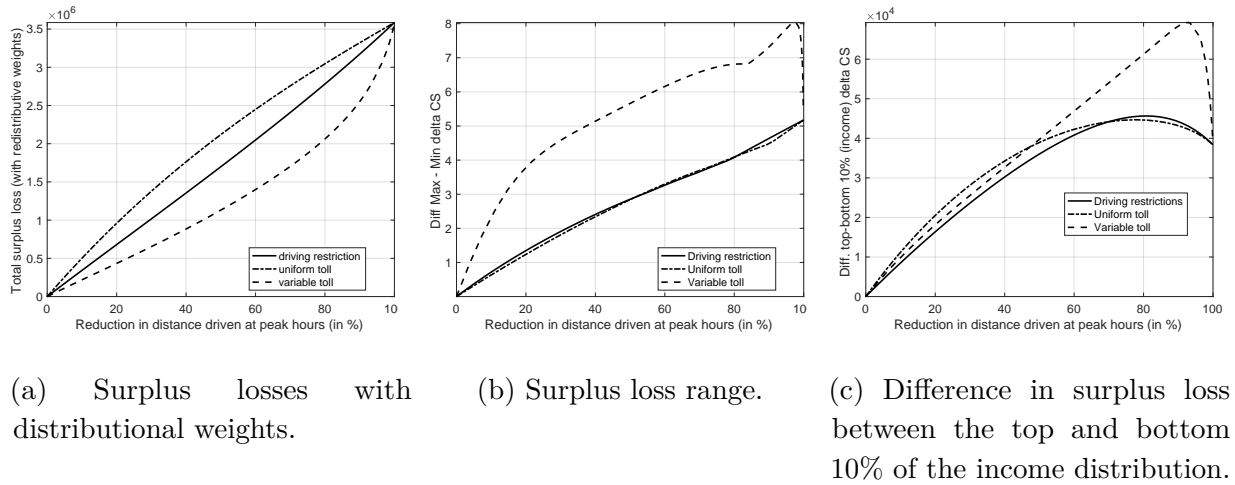 ×10^6
3.5
3
2.5
2
1.5
1
0.5
0
0 20 40 60 80 100
Total surplus loss (with redistributive weights)
Reduction in distance driven at peak hours (in %)
driving restriction
uniform toll
variable toll
8
7
6
5
4
3
2
1
0 20 40 60 80 100
Diff Max - Min delta CS
Reduction in distance driven at peak hours (in %)
Driving restriction
Uniform toll
Variable toll
×10^4
6
5
4
3
2
1
0
0 20 40 60 80 100
Diff. top-bottom 10% (income) delta CS
Reduction in distance driven at peak hours (in %)
Driving restrictions
Uniform toll
Variable toll
(a) Surplus losses with
distributional weights.
(b) Surplus loss range.
(c) Difference in surplus loss
between the top and bottom
10% of the income distribution.